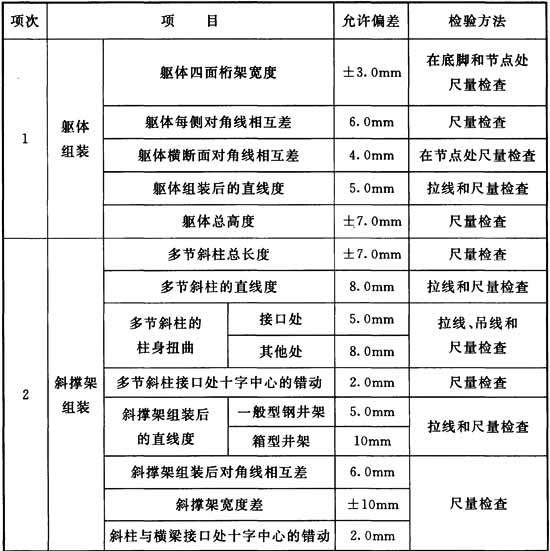 项次 项 目 允许偏差 检验方法
1 躯体组装 躯体四面桁架宽度 ±3.0mm 在底脚和节点处
尺量检查
躯体每侧对角线相互差 6.0mm 尺量检查
躯体横断面对角线相互差 4.0mm 在节点处尺量检查
躯体组装后的直线度 5.0mm 拉线和尺量检查
躯体总高度 ±7.0mm 尺量检查
2 斜撑架组装 多节斜柱总长度 ±7.0mm 尺量检查
多节斜柱的直线度 8.0mm 拉线和尺量检查
多节斜柱的 接口处 5.0mm 拉线、吊线和
柱身扭曲 其他处 8.0mm 尺量检查
多节斜柱接口处十字中心的错动 2.0mm 尺量检查
斜撑架组装后 一般型钢井架 5.0mm 拉线和尺量检查
的直线度 箱型井架 10mm
斜撑架组装后对角线相互差 6.0mm 尺量检查
斜撑架宽度差 ±10mm
斜柱与横梁接口处十字中心的错动 2.0mm